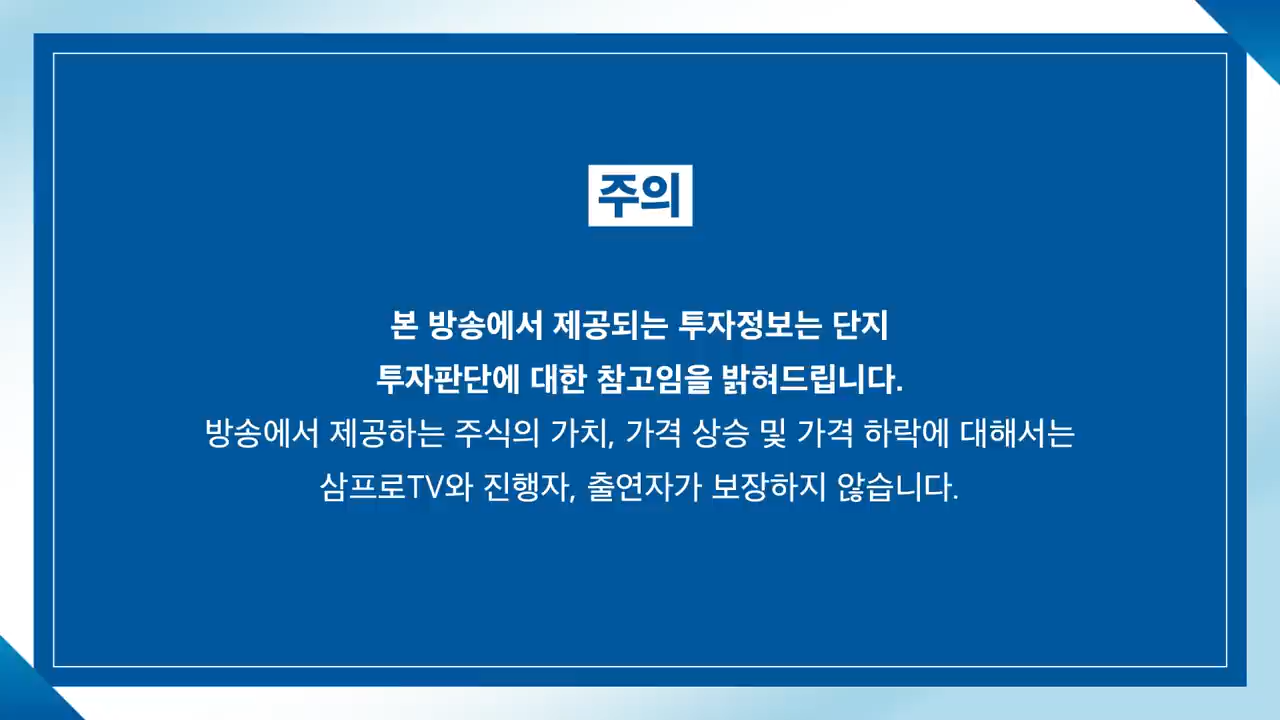 주의
본 방송에서 제공되는 투자정보는 단지
투자판단에 대한 참고임을 밝혀드립니다.
방송에서 제공하는 주식의 가치, 가격 상승 및 가격 하락에 대해서는
삼프로TV와 진행자, 출연자가 보장하지 않습니다.